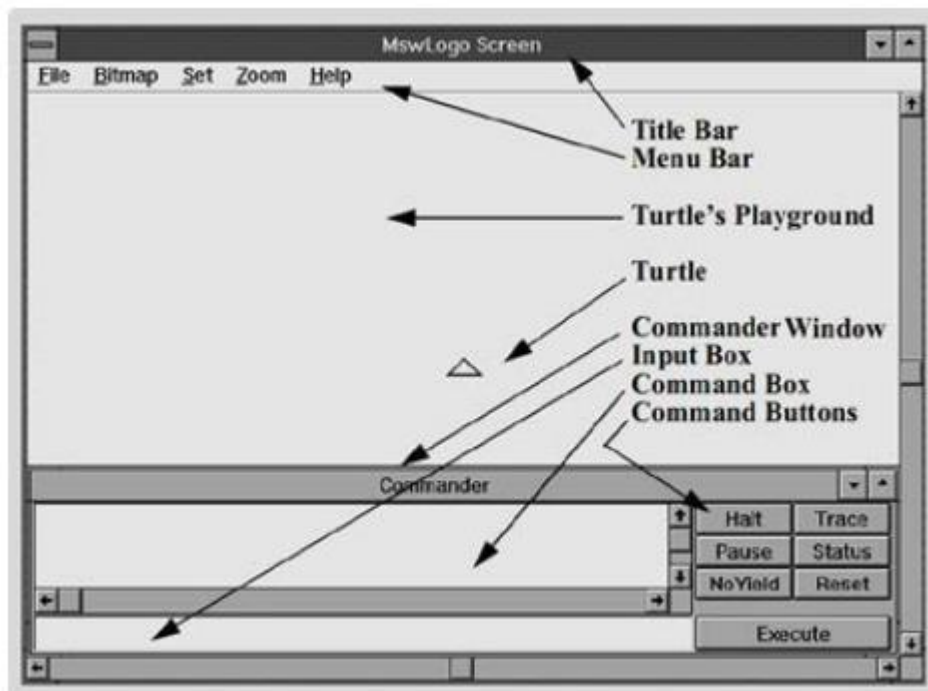 MswLogo Screen
File Bitmap Set Zoom Help
Title Bar
Menu Bar
Turtle's Playground
Turtle
Commander Window
Input Box
Command Box
Command Buttons
Commander
Halt Trace
Pause Status
NoYield Reset
Execute